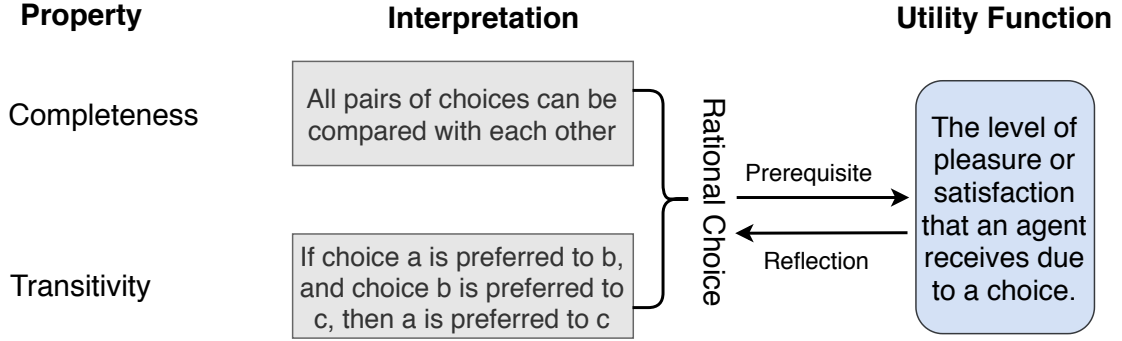 Property
Interpretation
Utility Function
Completeness
All pairs of choices can be
compared with each other
Transitivity
If choice a is preferred to b,
and choice b is preferred to
c, then a is preferred to c
Rational Choice
Prerequisite
Reflection
The level of
pleasure or
satisfaction
that an agent
receives due
to a choice.